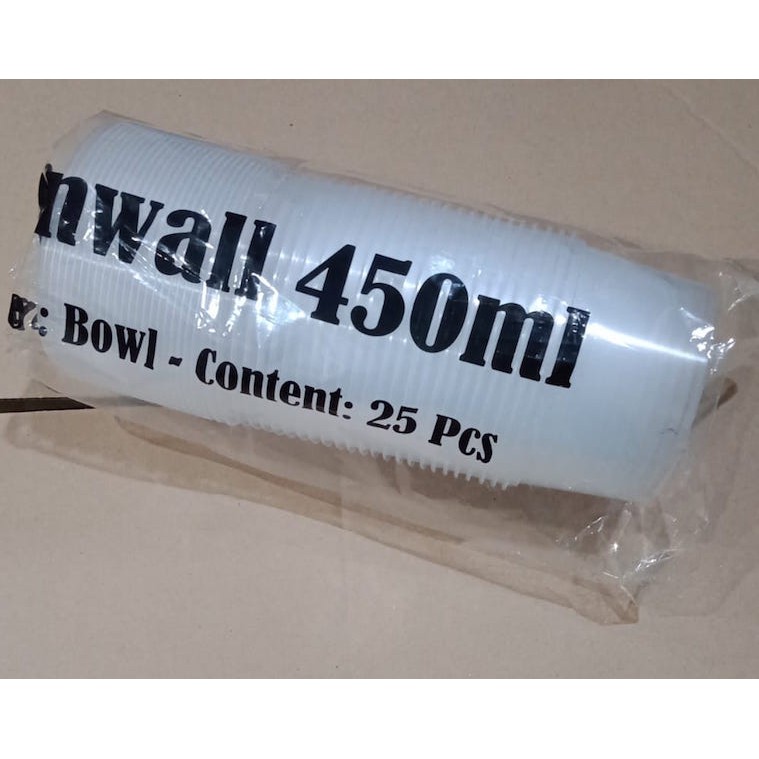 nwall 450ml
: Bowl - Content: 25 Pcs